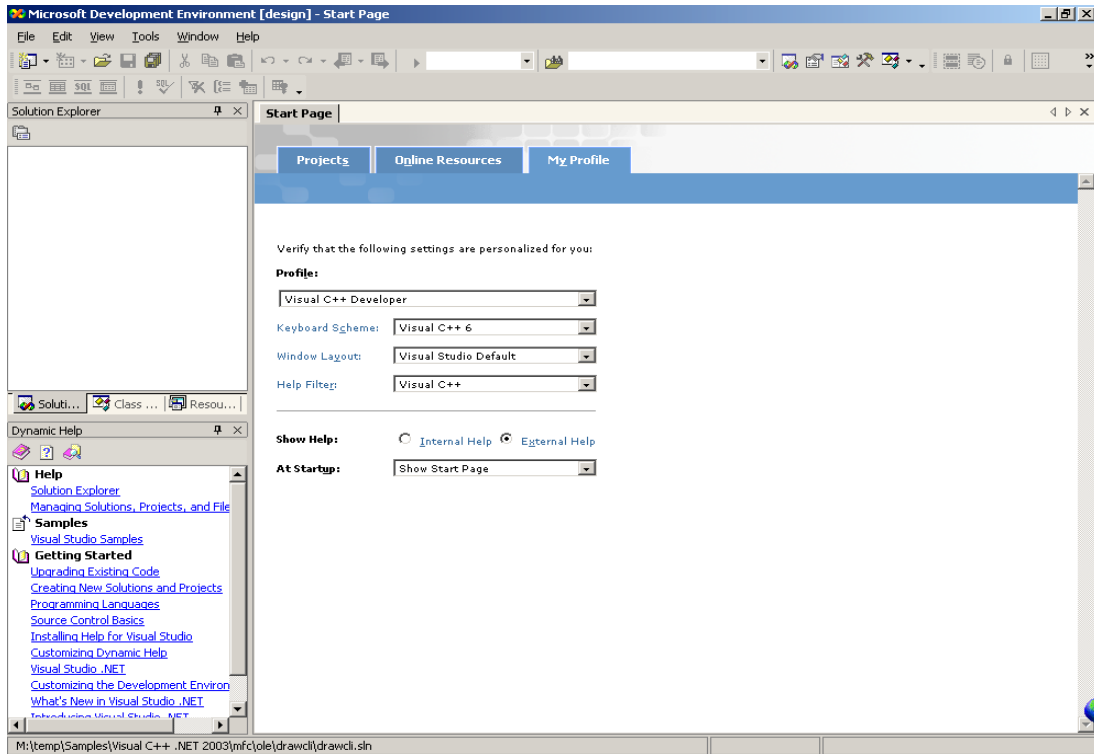 Microsoft Development Environment [design] - Start Page
File Edit View Tools Window Help
SQL SQL
Solution Explorer
Start Page
Projects Online Resources My Profile
Verify that the following settings are personalized for you:
Profile:
Visual C++ Developer
Keyboard Scheme: Visual C++ 6
Window Layout: Visual Studio Default
Help Filter: Visual C++
Soluti... Class ... Resou...
Show Help: Internal Help External Help
At Startup: Show Start Page
Dynamic Help
Help
Solution Explorer
Managing Solutions, Projects, and File
Samples
Visual Studio Samples
Getting Started
Upgrading Existing Code
Creating New Solutions and Projects
Programming Languages
Source Control Basics
Installing Help for Visual Studio
Customizing Dynamic Help
Visual Studio .NET
Customizing the Development Environ
What's New in Visual Studio .NET
Introducing Visual Studio .NET
M:\temp\Samples\Visual C++ .NET 2003\mfc\ole\drawcli\drawcli.sln